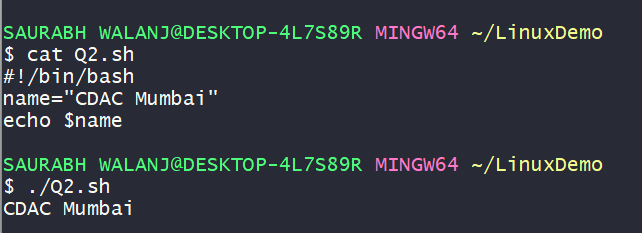 SAURABH WALANJ@DESKTOP-4L7S89R MINGW64 ~/LinuxDemo
$ cat Q2.sh
#!/bin/bash
name="CDAC Mumbai"
echo $name
SAURABH WALANJ@DESKTOP-4L7S89R MINGW64 ~/LinuxDemo
$ ./Q2.sh
CDAC Mumbai